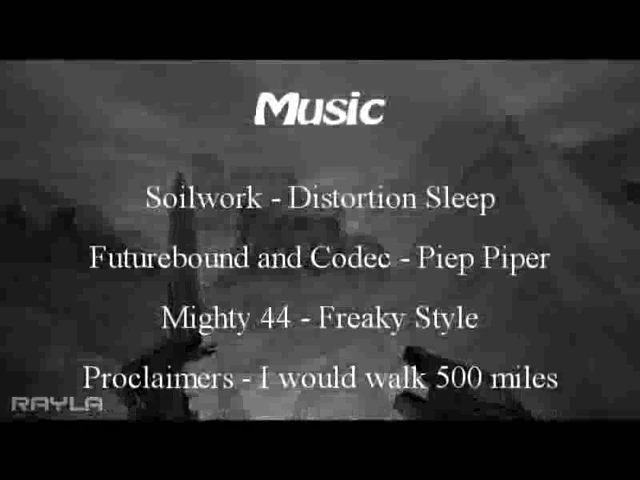 Music
Soilwork - Distortion Sleep
Futurebound and Codec - Piep Piper
Mighty 44 - Freaky Style
Proclaimers - I would walk 500 miles
RAYLA